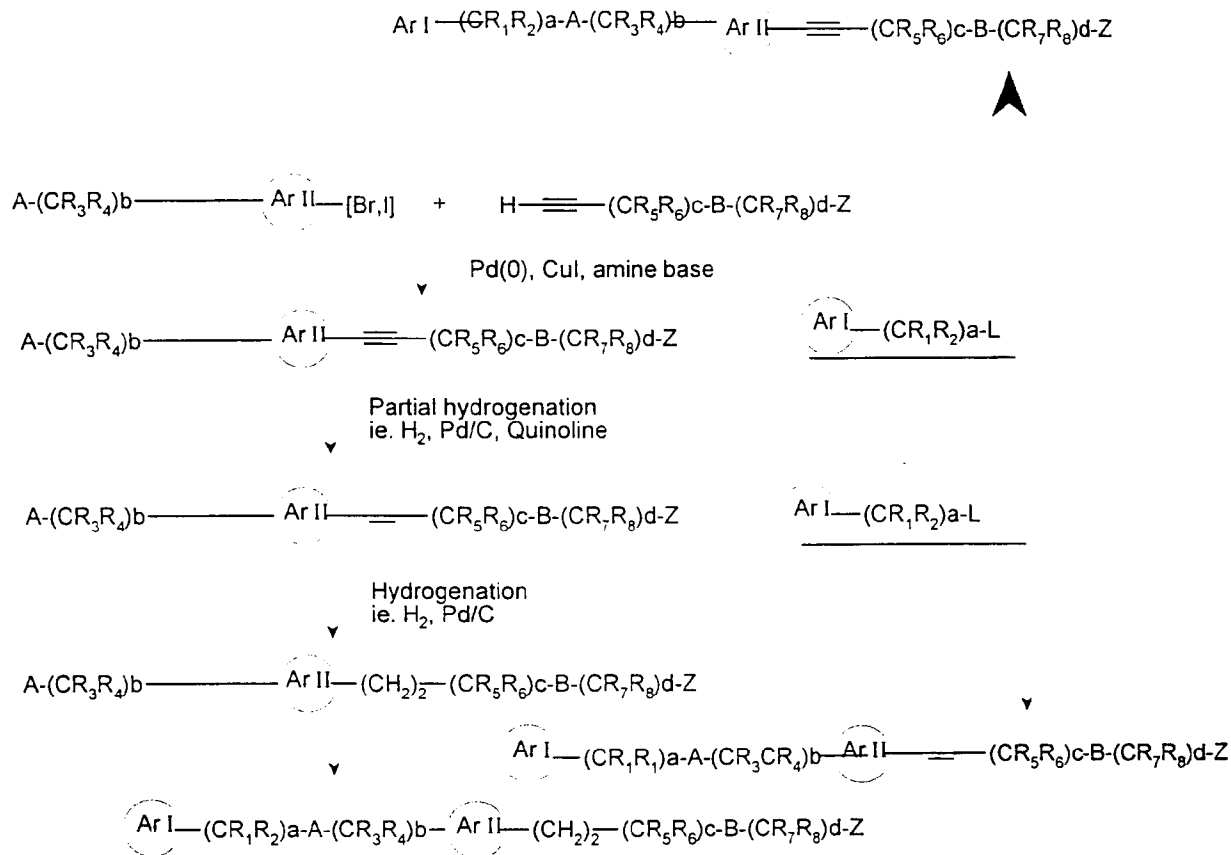 Ar I—(CR₁R₂)a-A-(CR₃R₄)b—Ar II—≡—(CR₅R₆)c-B-(CR₇R₈)d-Z
A-(CR₃R₄)b—Ar II—[Br,I] + H—≡—(CR₅R₆)c-B-(CR₇R₈)d-Z
Pd(0), CuI, amine base
A-(CR₃R₄)b—Ar II—≡—(CR₅R₆)c-B-(CR₇R₈)d-Z
Ar I—(CR₁R₂)a-L
Partial hydrogenation
ie. H₂, Pd/C, Quinoline
A-(CR₃R₄)b—Ar II—=—(CR₅R₆)c-B-(CR₇R₈)d-Z
Ar I—(CR₁R₂)a-L
Hydrogenation
ie. H₂, Pd/C
A-(CR₃R₄)b—Ar II—(CH₂)₂—(CR₅R₆)c-B-(CR₇R₈)d-Z
Ar I—(CR₁R₁)a-A-(CR₃CR₄)b—Ar II—=—(CR₅R₆)c-B-(CR₇R₈)d-Z
Ar I—(CR₁R₂)a-A-(CR₃R₄)b—Ar II—(CH₂)₂—(CR₅R₆)c-B-(CR₇R₈)d-Z